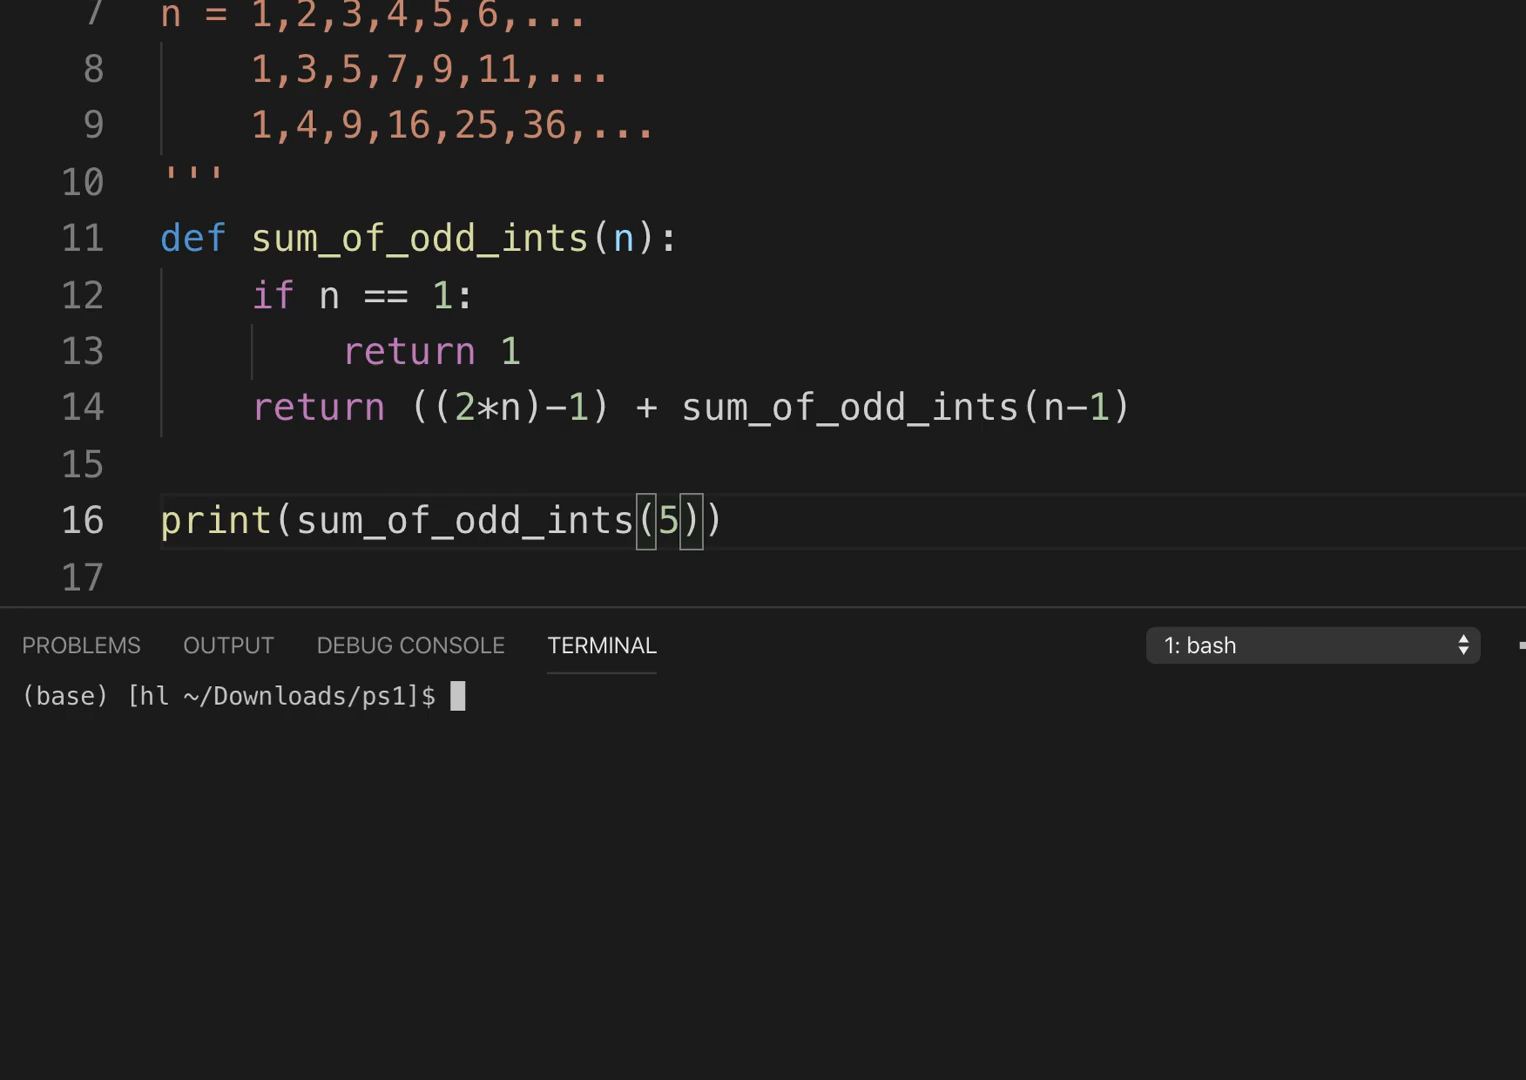 7 n = 1,2,3,4,5,6,...
8 1,3,5,7,9,11,...
9 1,4,9,16,25,36,...
10 '''
11 def sum_of_odd_ints(n):
12 if n == 1:
13 return 1
14 return ((2*n)-1) + sum_of_odd_ints(n-1)
15
16 print(sum_of_odd_ints(5))
17
PROBLEMS OUTPUT DEBUG CONSOLE TERMINAL 1: bash
(base) [hl ~/Downloads/ps1]$